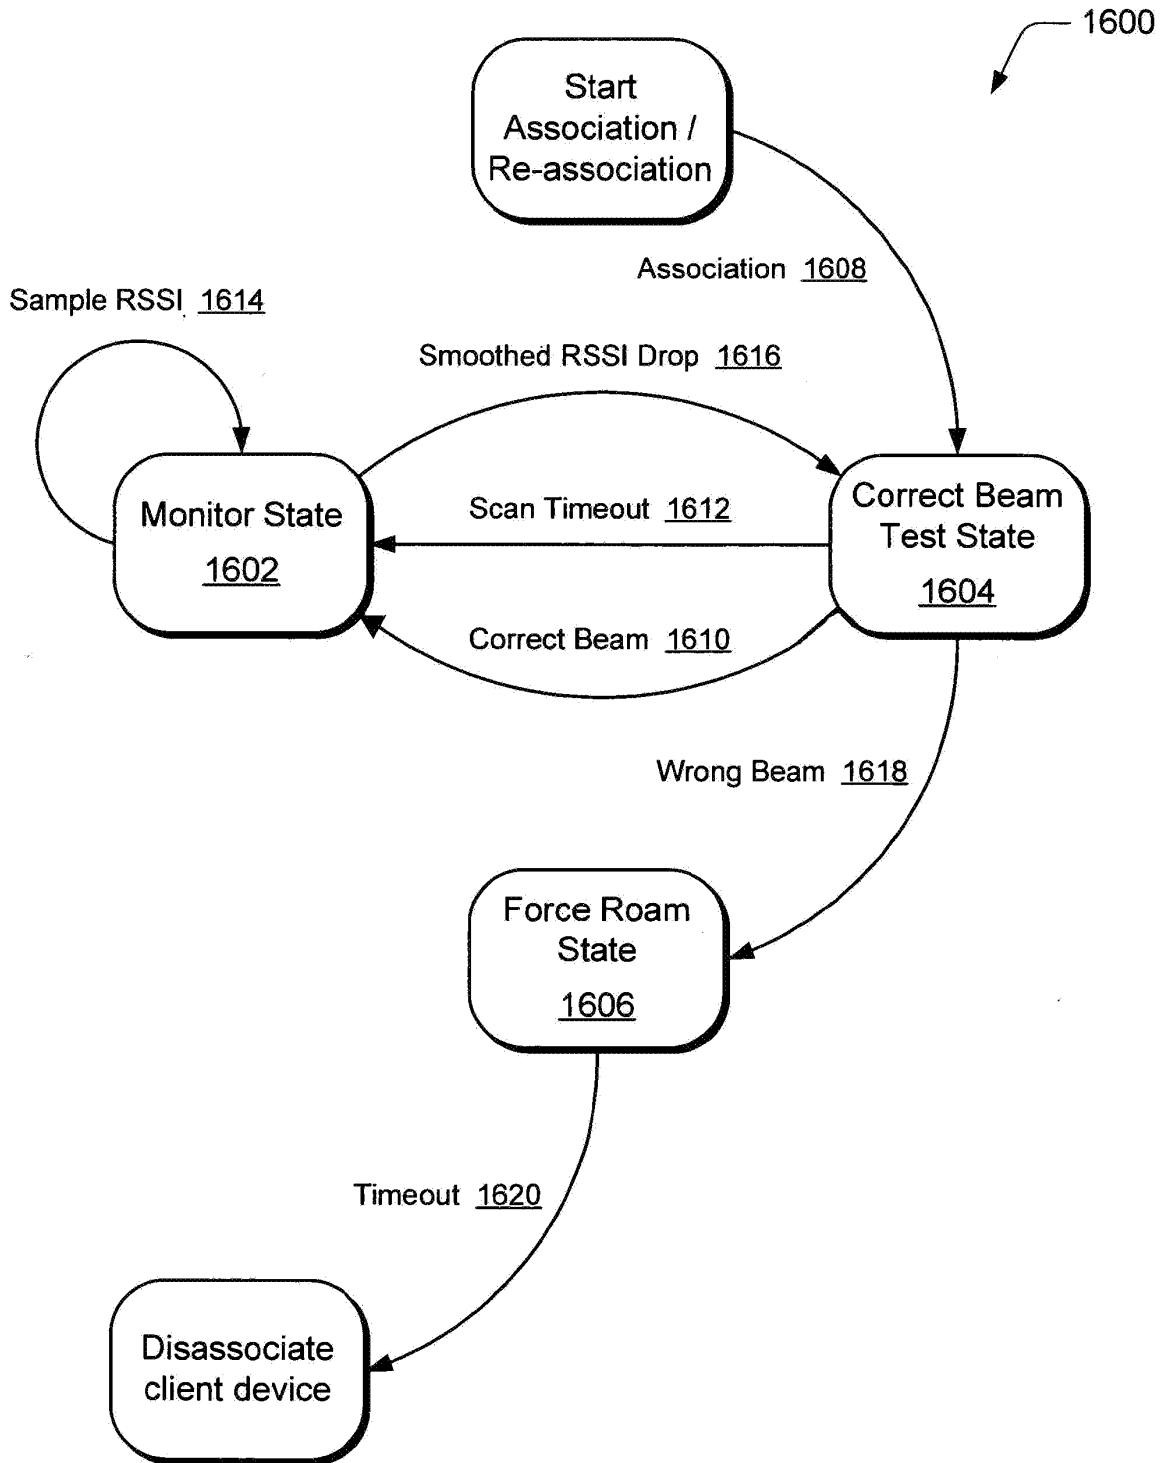 1600
Start
Association /
Re-association
Association 1608
Sample RSSI 1614
Smoothed RSSI Drop 1616
Monitor State
1602
Scan Timeout 1612
Correct Beam
Test State
1604
Correct Beam 1610
Wrong Beam 1618
Force Roam
State
1606
Timeout 1620
Disassociate
client device